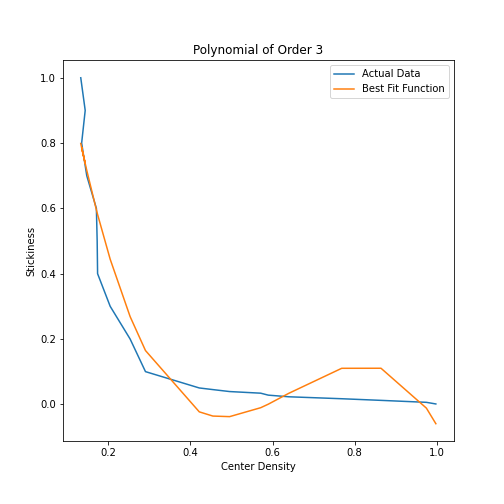 Polynomial of Order 3
Actual Data
Best Fit Function
Stickiness
1.0
0.8
0.6
0.4
0.2
0.0
0.2
0.4
0.6
0.8
1.0
Center Density